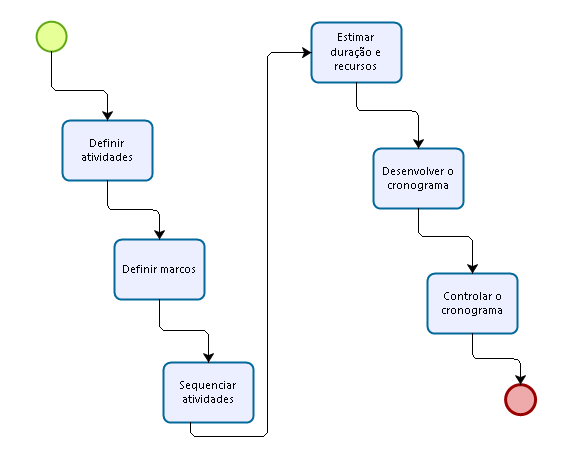 Definir
atividades
Definir marcos
Sequenciar
atividades
Estimar
duração e
recursos
Desenvolver o
cronograma
Controlar o
cronograma